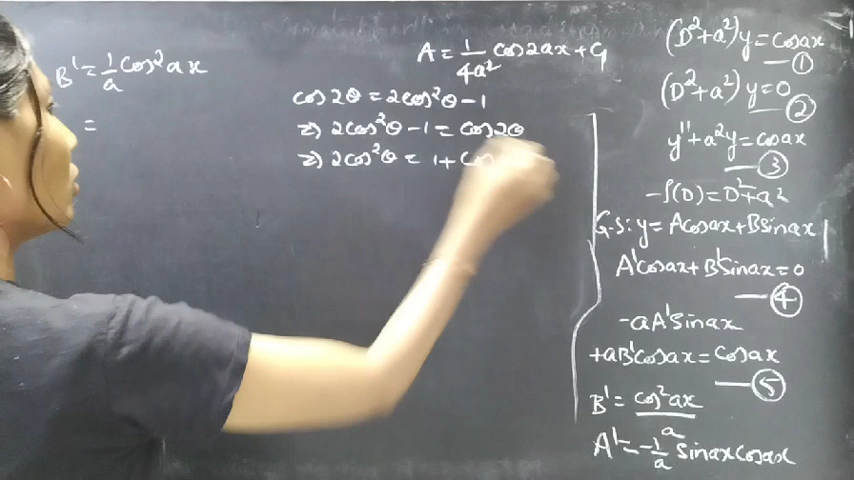 B' = 1/a cos²ax
=
A = 1/4a² cos2ax + C₁
cos2θ = 2cos²θ - 1
⇒ 2cos²θ - 1 = cos2θ
⇒ 2cos²θ = 1 + cos
(D² + a²)y = cosax
— ①
(D² + a²)y = 0
— ②
y'' + a²y = cosax
— ③
f(D) = D² + a²
G.S: y = Acosax + Bsinax
A'cosax + B'sinax = 0
— ④
-aA'sinax
+aB'cosax = cosax
— ⑤
B' = cos²ax/a
A' = -1/a sinax cosax